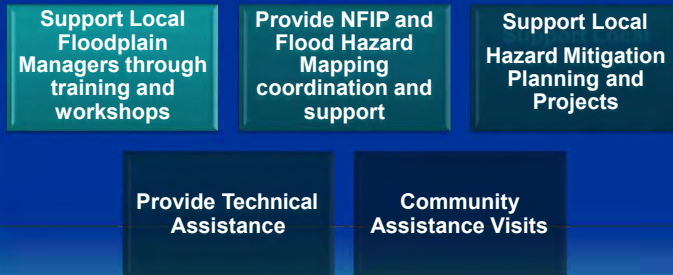 Support Local
Floodplain
Managers through
training and
workshops
Provide NFIP and
Flood Hazard
Mapping
coordination and
support
Support Local
Hazard Mitigation
Planning and
Projects
Provide Technical
Assistance
Community
Assistance Visits